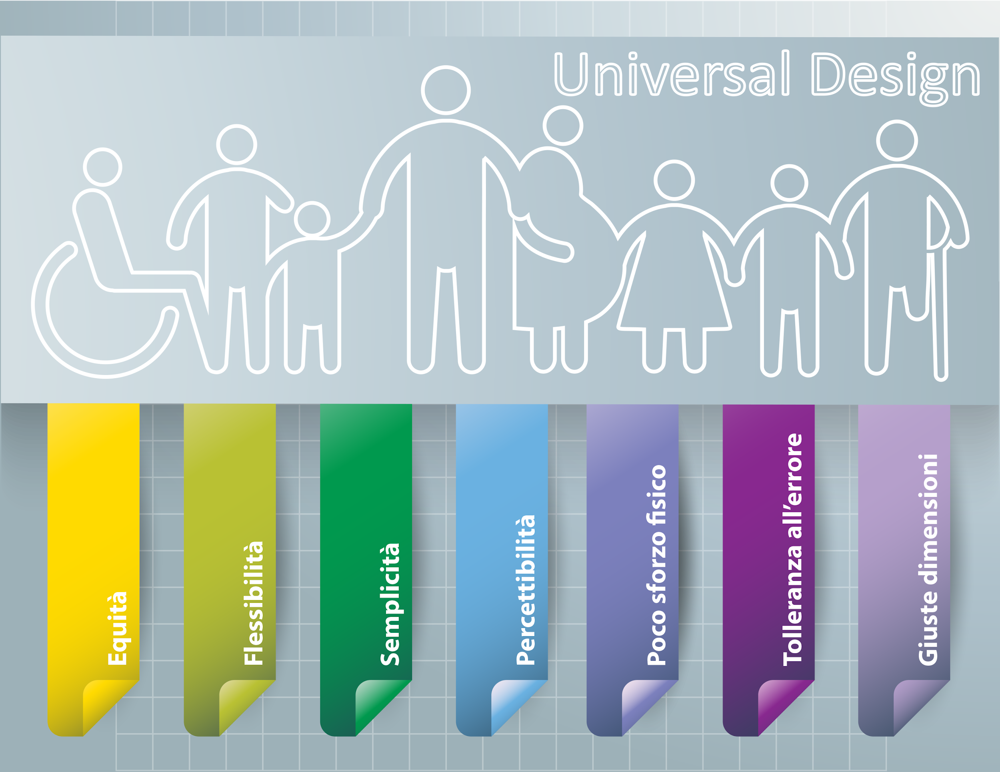 Universal Design
Equità
Flessibilità
Semplicità
Percettibilità
Poco sforzo fisico
Tolleranza all'errore
Giuste dimensioni